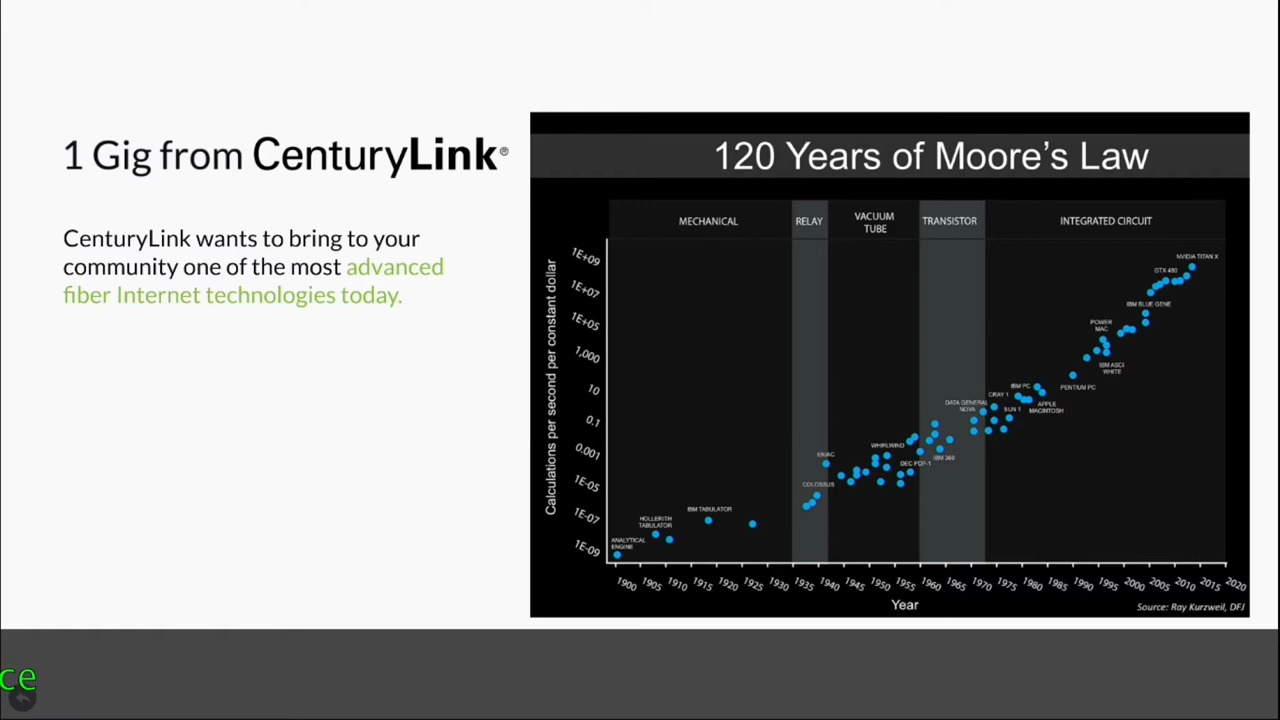 1 Gig from CenturyLink®
CenturyLink wants to bring to your
community one of the most advanced
fiber Internet technologies today.
120 Years of Moore's Law
MECHANICAL
RELAY
VACUUM
TUBE
TRANSISTOR
INTEGRATED CIRCUIT
Calculations per second per constant dollar
1E+09
1E+07
1E+05
1,000
10
0.1
0.001
1E-05
1E-07
1E-09
ANALYTICAL
ENGINE
HOLLERITH
TABULATOR
IBM TABULATOR
COLOSSUS
ENIAC
WHIRLWIND
DEC PDP-1
IBM 360
DATA GENERAL
NOVA
CRAY 1
SUN 1
IBM PC
APPLE
MACINTOSH
PENTIUM PC
POWER
MAC
IBM ASCI
WHITE
IBM BLUE GENE
GTX 480
NVIDIA TITAN X
1900 1905 1910 1915 1920 1925 1930 1935 1940 1945 1950 1955 1960 1965 1970 1975 1980 1985 1990 1995 2000 2005 2010 2015 2020
Year
Source: Ray Kurzweil, DFJ
ce